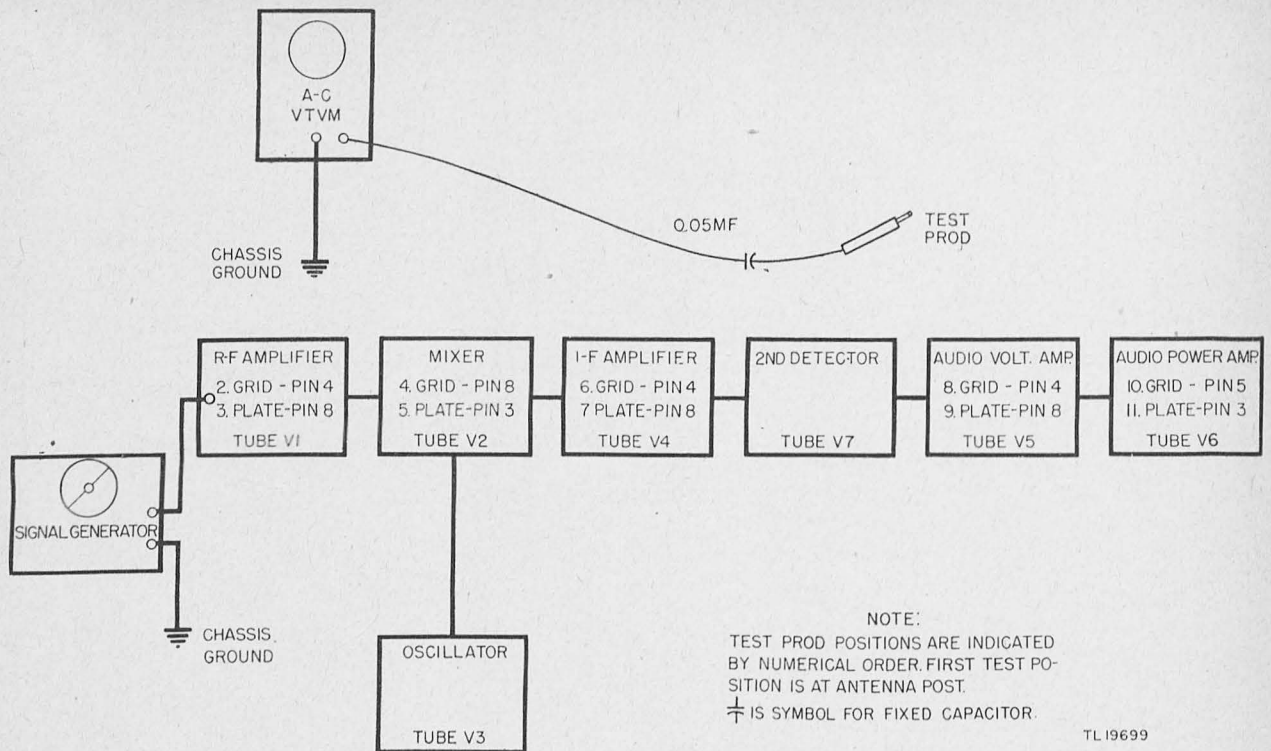 A-C
VTVM
CHASSIS
GROUND
0.05MF
TEST
PROD
R-F AMPLIFIER
2. GRID - PIN 4
3. PLATE-PIN 8
TUBE V1
MIXER
4. GRID - PIN 8
5. PLATE-PIN 3
TUBE V2
I-F AMPLIFIER
6. GRID - PIN 4
7 PLATE-PIN 8
TUBE V4
2ND DETECTOR
TUBE V7
AUDIO VOLT. AMP.
8. GRID - PIN 4
9. PLATE-PIN 8
TUBE V5
AUDIO POWER AMP.
10. GRID - PIN 5
11. PLATE-PIN 3
TUBE V6
SIGNAL GENERATOR
CHASSIS.
GROUND
OSCILLATOR
TUBE V3
NOTE:
TEST PROD POSITIONS ARE INDICATED
BY NUMERICAL ORDER. FIRST TEST PO-
SITION IS AT ANTENNA POST.
IS SYMBOL FOR FIXED CAPACITOR.
TL 19699